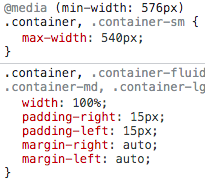 @media (min-width: 576px)
.container, .container-sm {
max-width: 540px;
}
.container, .container-fluid
.container-md, .container-lg
width: 100%;
padding-right: 15px;
padding-left: 15px;
margin-right: auto;
margin-left: auto;
}